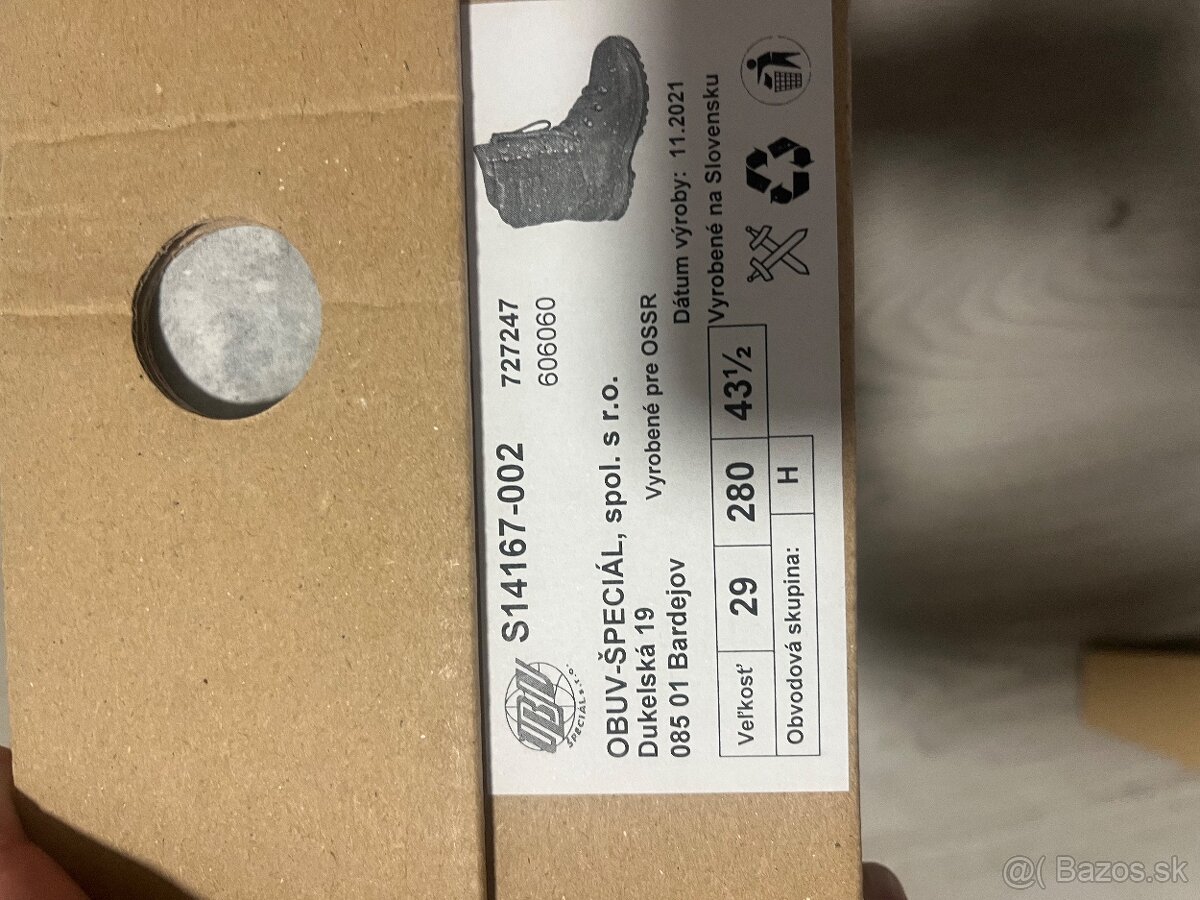 S14167-002 727247
606060
ŠPECIÁL s.r.o.
OBUV-ŠPECIÁL, spol. s r.o.
Dukelská 19
Vyrobené pre OSSR
085 01 Bardejov
Dátum výroby: 11.2021
Vyrobené na Slovensku
Veľkosť 29 280 43½
Obvodová skupina: H
@( Bazos.sk